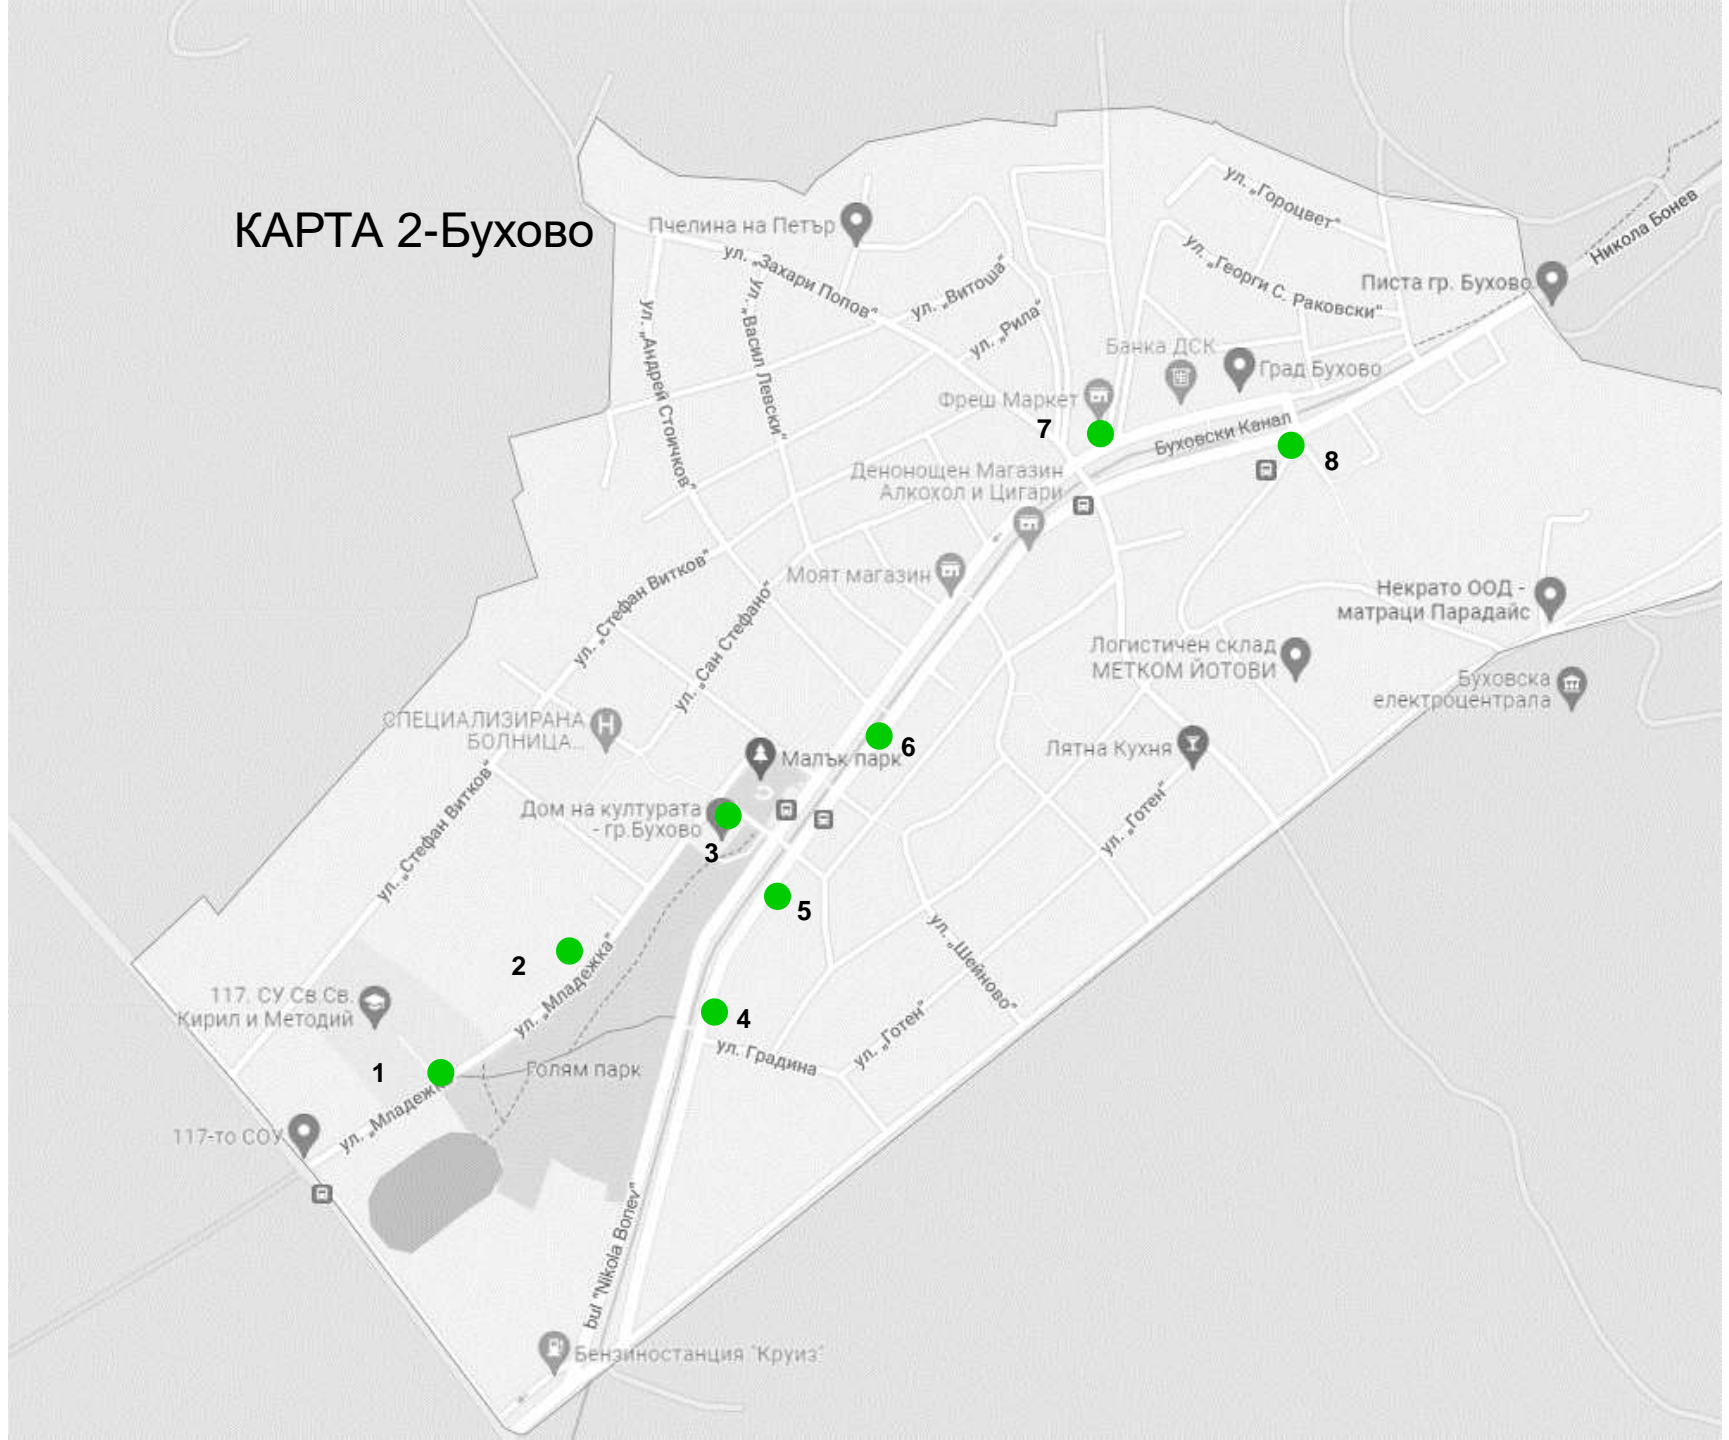 КАРТА 2-Бухово
Пчелина на Петър
ул. „Захари Попов“
ул. „Андрей Стоичков“
ул. „Васил Левски“
ул. „Витоша“
ул. „Рила“
ул. „Гороцвет“
ул. „Георги С. Раковски“
Никола Бонев
Писта гр. Бухово
Банка ДСК
Град Бухово
Фреш Маркет
7
Буховски Канал
8
Денонощен Магазин
Алкохол и Цигари
Моят магазин
ул. „Стефан Витков“
ул. „Сан Стефано“
Некрато ООД -
матраци Парадайс
Логистичен склад
МЕТКОМ ЙОТОВИ
Буховска
електроцентрала
СПЕЦИАЛИЗИРАНА
БОЛНИЦА...
Малък парк
6
Лятна Кухня
Дом на културата
- гр.Бухово
3
ул. „Готен“
ул. „Стефан Витков“
5
2
ул. „Младежка“
ул. „Шейново“
117. СУ Св.Св.
Кирил и Методий
4
ул. Градина
ул. „Готен“
1
Голям парк
ул. „Младежка
117-то СОУ
bul "Nikola Bonev"
Бензиностанция "Круиз"